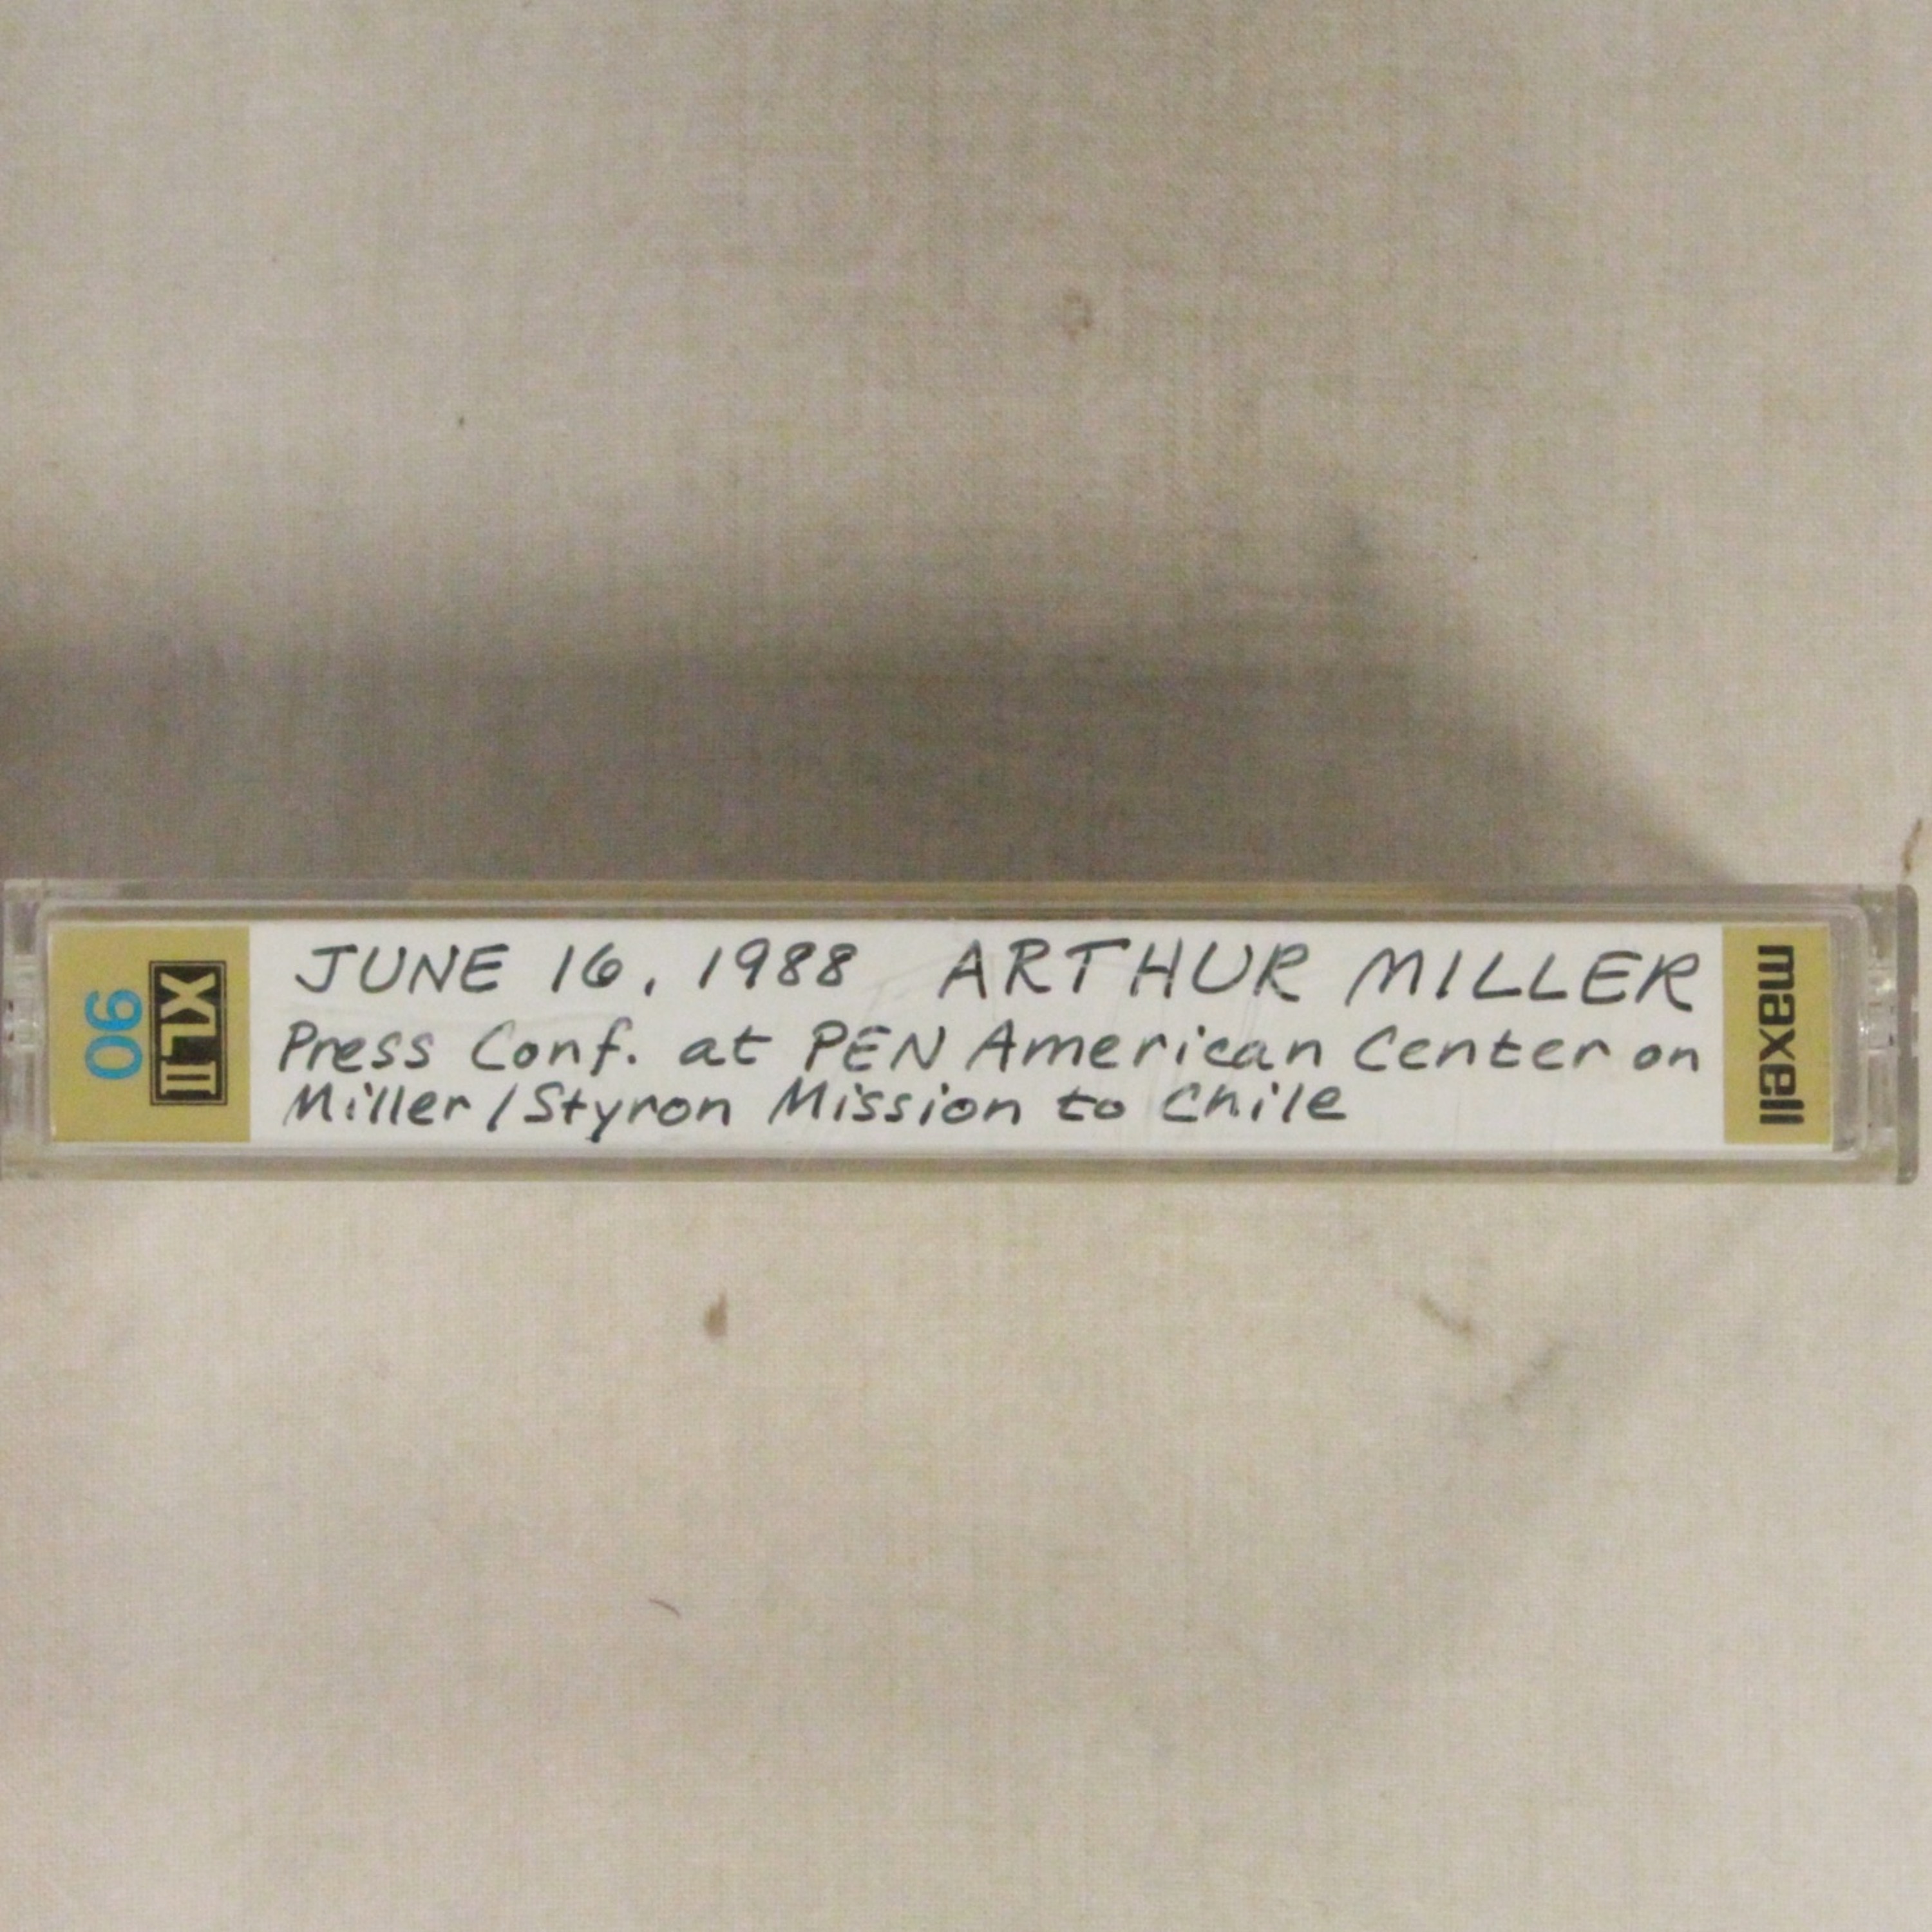 90
XLII
JUNE 16, 1988 ARTHUR MILLER
Press Conf. at PEN American Center on
Miller/Styron Mission to Chile
maxell